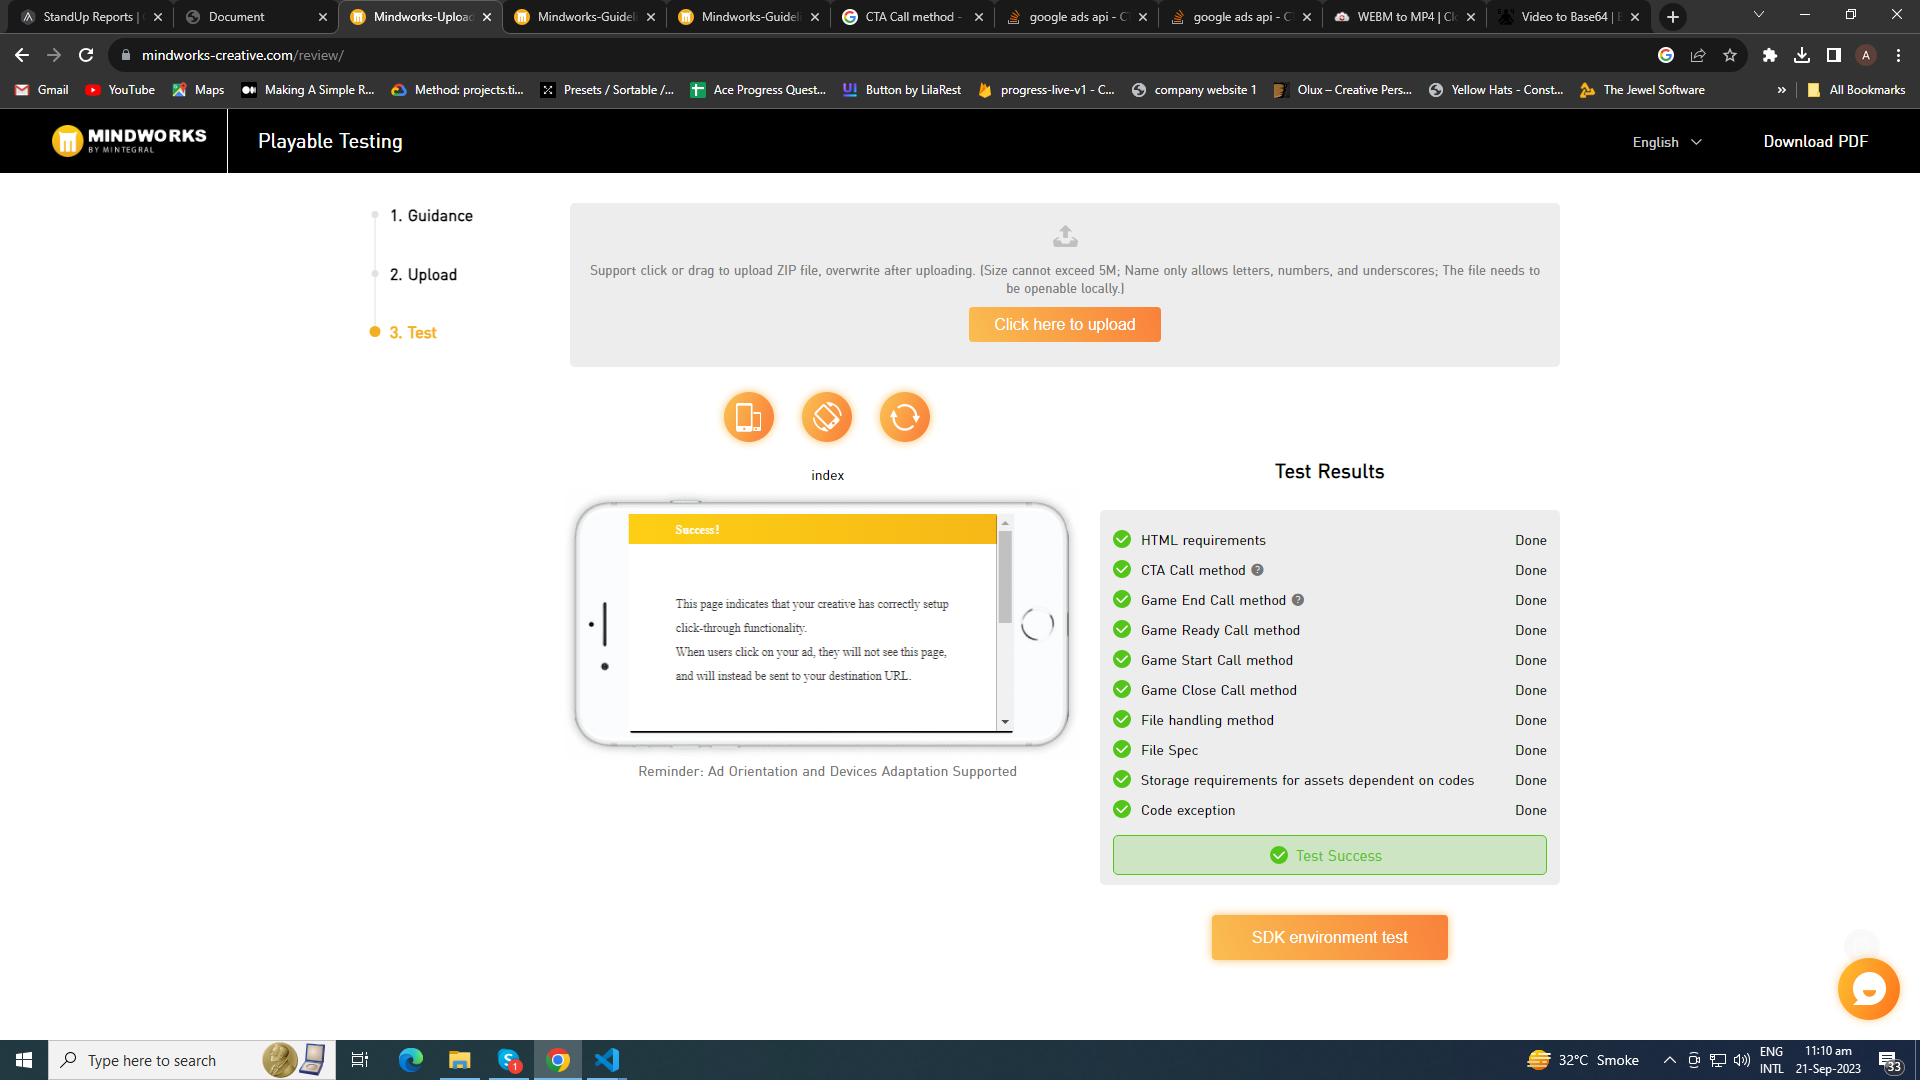 StandUp Reports |
Document
Mindworks-Upload
Mindworks-Guideli
Mindworks-Guideli
CTA Call method -
google ads api - C
google ads api - C
WEBM to MP4 | Cl
Video to Base64 |
mindworks-creative.com/review/
A
Gmail
YouTube
Maps
Making A Simple R...
Method: projects.ti...
Presets / Sortable /...
Ace Progress Quest...
Button by LilaRest
progress-live-v1 - C...
company website 1
Olux – Creative Pers...
Yellow Hats - Const...
The Jewel Software
»
All Bookmarks
MINDWORKS
BY MINTEGRAL
Playable Testing
English
Download PDF
1. Guidance
2. Upload
3. Test
Support click or drag to upload ZIP file, overwrite after uploading. (Size cannot exceed 5M; Name only allows letters, numbers, and underscores; The file needs to
be openable locally.)
Click here to upload
index
Success!
This page indicates that your creative has correctly setup
click-through functionality.
When users click on your ad, they will not see this page,
and will instead be sent to your destination URL.
Reminder: Ad Orientation and Devices Adaptation Supported
Test Results
HTML requirements Done
CTA Call method ? Done
Game End Call method ? Done
Game Ready Call method Done
Game Start Call method Done
Game Close Call method Done
File handling method Done
File Spec Done
Storage requirements for assets dependent on codes Done
Code exception Done
Test Success
SDK environment test
Type here to search
1
32°C Smoke
ENG
INTL
11:10 am
21-Sep-2023
33